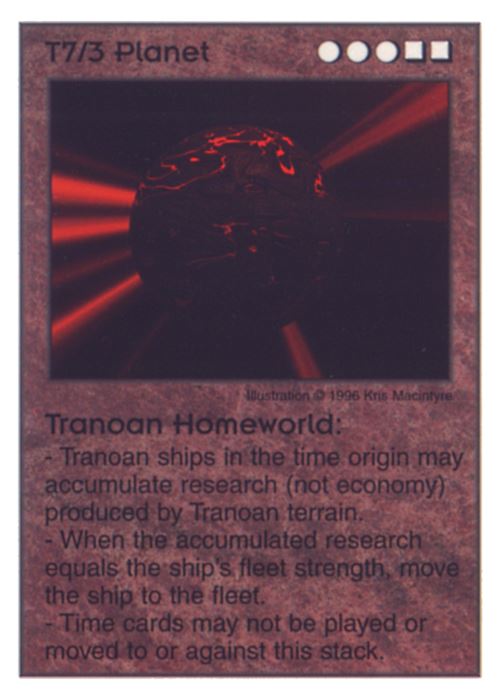 T7/3 Planet
Illustration © 1996 Kris Macintyre
Tranoan Homeworld:
- Tranoan ships in the time origin may
accumulate research (not economy)
produced by Tranoan terrain.
- When the accumulated research
equals the ship's fleet strength, move
the ship to the fleet.
- Time cards may not be played or
moved to or against this stack.